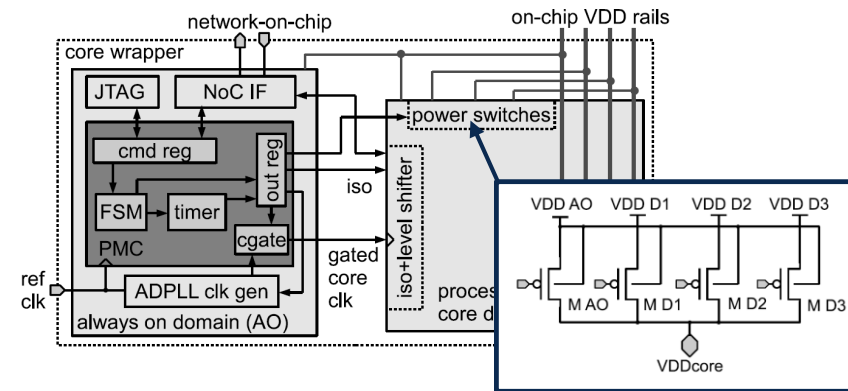 network-on-chip
on-chip VDD rails
core wrapper
JTAG
NoC IF
power switches
cmd reg
out reg
iso
iso+level shifter
FSM
timer
cgate
PMC
gated
core
clk
ref
clk
ADPLL clk gen
always on domain (AO)
proces
core d
VDD AO
VDD D1
VDD D2
VDD D3
M AO
M D1
M D2
M D3
VDDcore